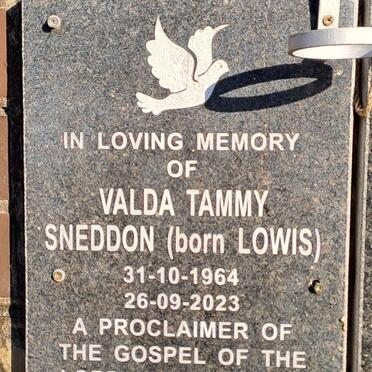 IN LOVING MEMORY
OF
VALDA TAMMY
SNEDDON (born LOWIS)
31-10-1964
26-09-2023
A PROCLAIMER OF
THE GOSPEL OF THE